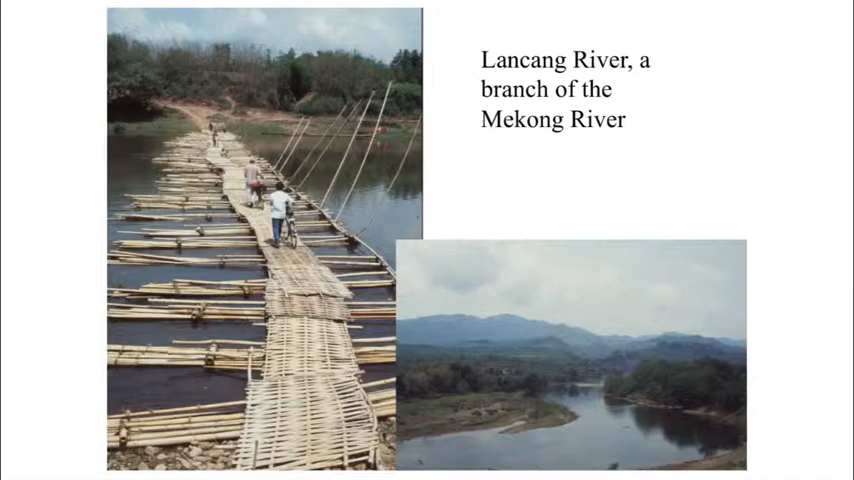 Lancang River, a
branch of the
Mekong River